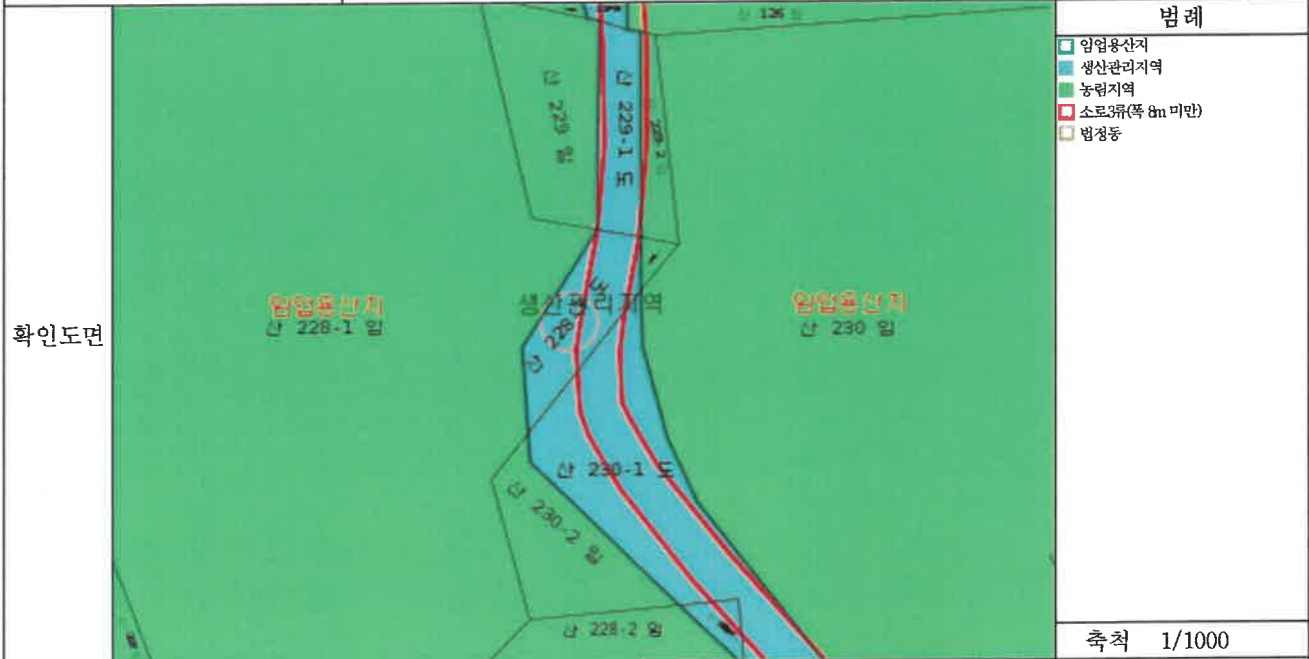 확인도면
산 126 임
산 229 임
산 229-1 도
임업용산지
산 228-1 임
생산관리지역
산 228
임업용산지
산 230 임
산 230-1 도
산 230-2 임
산 228-2 임
범례
임업용산지
생산관리지역
농림지역
소로3류(폭 8m 미만)
법정동
축척 1/1000